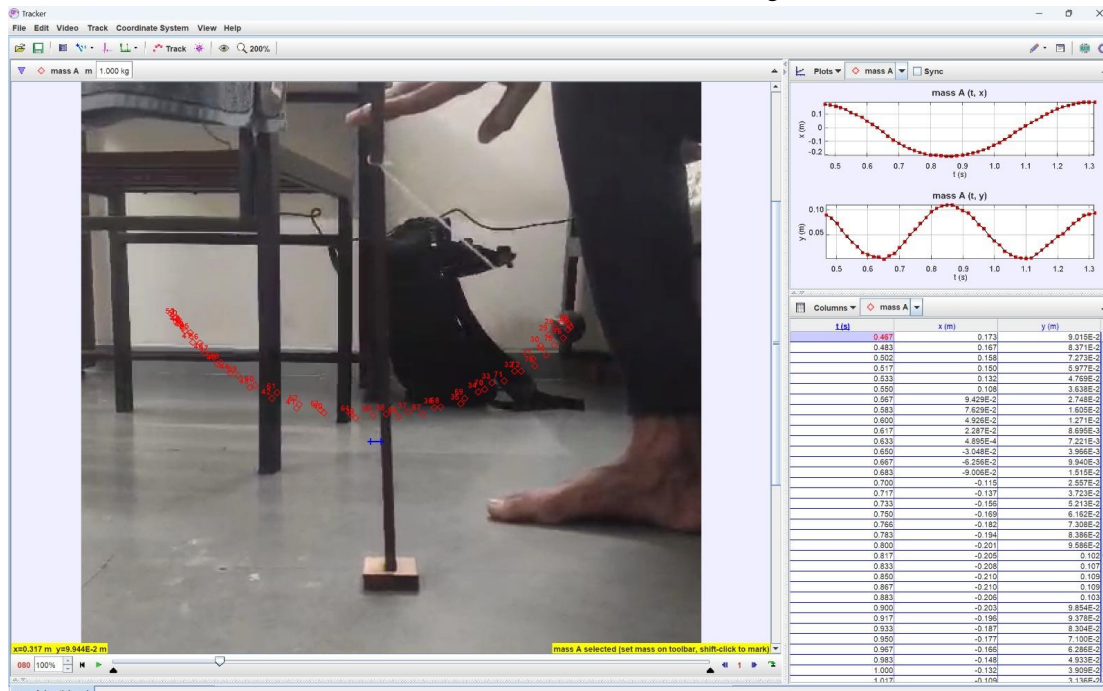 Tracker
File Edit Video Track Coordinate System View Help
Track 200%
mass A m 1.000 kg
Plots mass A Sync
mass A (t, x)
x (m)
0.1
0
-0.1
-0.2
0.5 0.6 0.7 0.8 0.9 1.0 1.1 1.2 1.3
t (s)
mass A (t, y)
y (m)
0.10
0.05
0.5 0.6 0.7 0.8 0.9 1.0 1.1 1.2 1.3
t (s)
Columns mass A
t (s) x (m) y (m)
0.467 0.173 9.015E-2
0.483 0.167 8.371E-2
0.502 0.158 7.273E-2
0.517 0.150 5.977E-2
0.533 0.132 4.769E-2
0.550 0.108 3.638E-2
0.567 9.429E-2 2.748E-2
0.583 7.629E-2 1.605E-2
0.600 4.926E-2 1.271E-2
0.617 2.287E-2 8.695E-3
0.633 4.895E-4 7.221E-3
0.650 -3.048E-2 3.966E-3
0.667 -6.256E-2 9.940E-3
0.683 -9.006E-2 1.515E-2
0.700 -0.115 2.557E-2
0.717 -0.137 3.723E-2
0.733 -0.156 5.213E-2
0.750 -0.169 6.162E-2
0.766 -0.182 7.308E-2
0.783 -0.194 8.386E-2
0.800 -0.201 9.586E-2
0.817 -0.205 0.102
0.833 -0.208 0.107
0.850 -0.210 0.109
0.867 -0.210 0.109
0.883 -0.206 0.103
0.900 -0.203 9.854E-2
0.917 -0.196 9.378E-2
0.933 -0.187 8.304E-2
0.950 -0.177 7.100E-2
0.967 -0.166 6.286E-2
0.983 -0.148 4.933E-2
1.000 -0.132 3.909E-2
1.017 -0.109 3.136E-2
x=0.317 m y=9.944E-2 m
mass A selected (set mass on toolbar, shift-click to mark)
080 100% 1